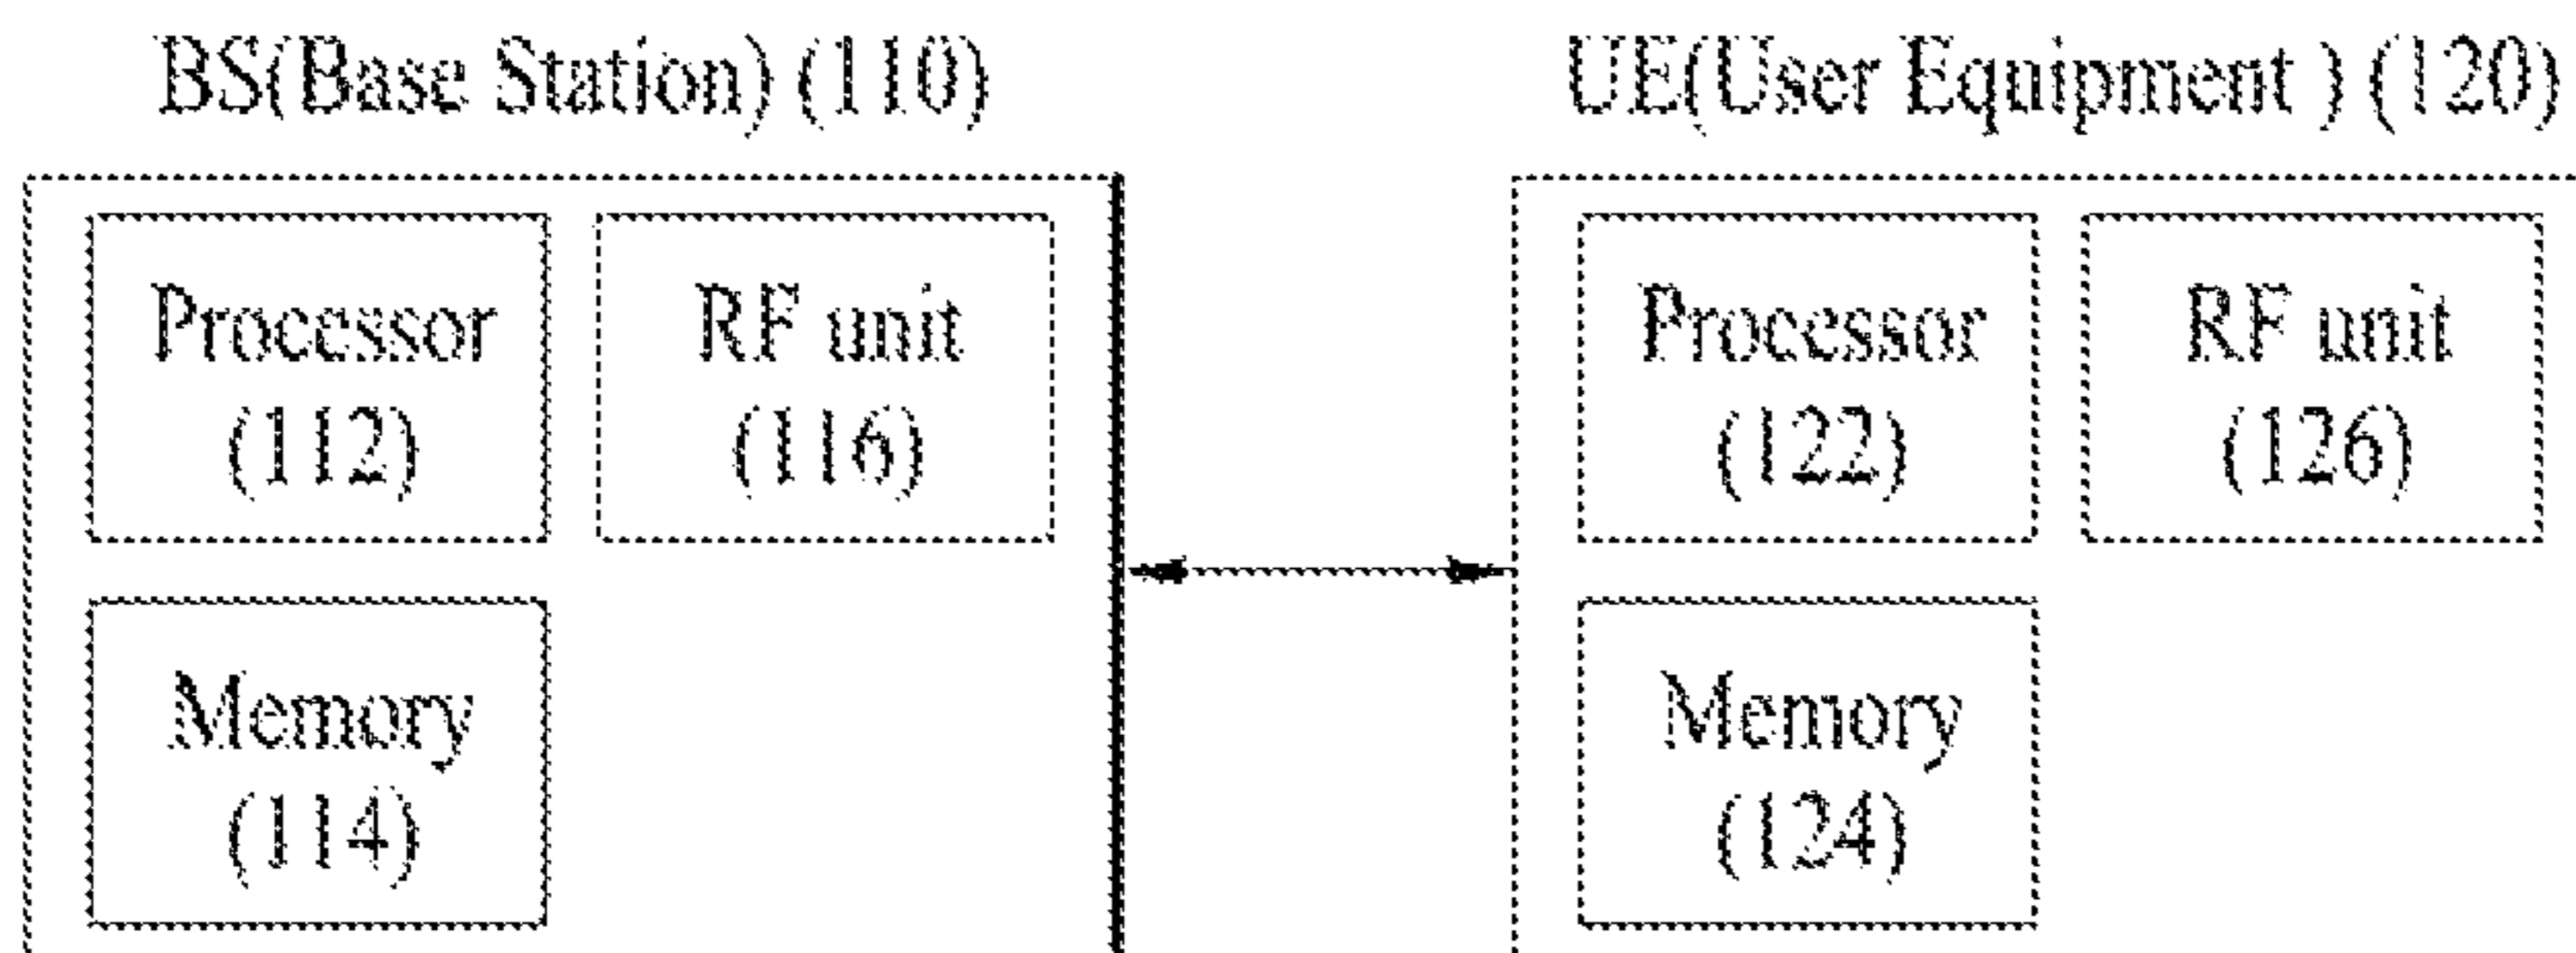 BS(Base Station) (110)
UE(User Equipment ) (120)
Processor
(112)
RF unit
(116)
Memory
(114)
Processor
(122)
RF unit
(126)
Memory
(124)